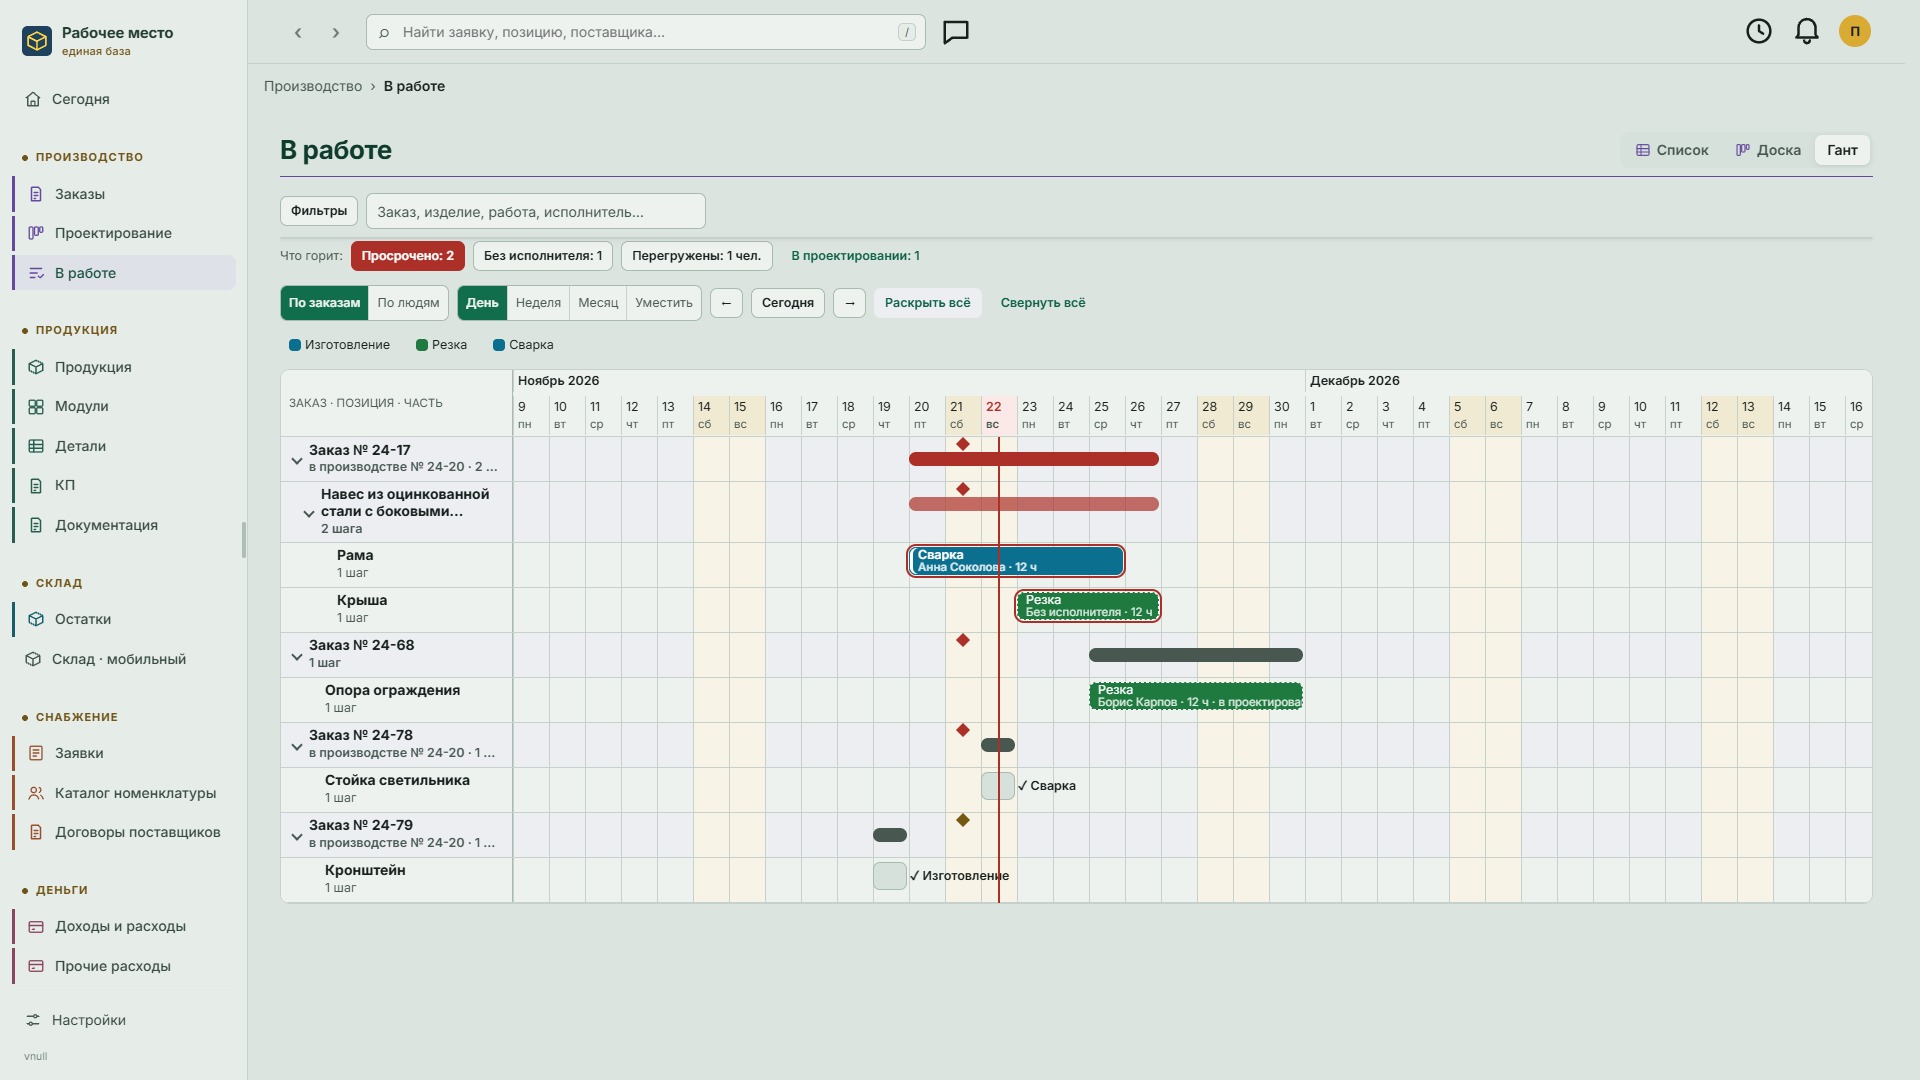 Рабочее место
единая база
Сегодня
ПРОИЗВОДСТВО
Заказы
Проектирование
В работе
ПРОДУКЦИЯ
Продукция
Модули
Детали
КП
Документация
СКЛАД
Остатки
Склад · мобильный
СНАБЖЕНИЕ
Заявки
Каталог номенклатуры
Договоры поставщиков
ДЕНЬГИ
Доходы и расходы
Прочие расходы
Настройки
vnull
Найти заявку, позицию, поставщика... /
П
Производство › В работе
В работе
Список Доска Гант
Фильтры Заказ, изделие, работа, исполнитель...
Что горит: Просрочено: 2 Без исполнителя: 1 Перегружены: 1 чел. В проектировании: 1
По заказам По людям День Неделя Месяц Уместить ← Сегодня → Раскрыть всё Свернуть всё
Изготовление Резка Сварка
ЗАКАЗ · ПОЗИЦИЯ · ЧАСТЬ
Ноябрь 2026 Декабрь 2026
9 10 11 12 13 14 15 16 17 18 19 20 21 22 23 24 25 26 27 28 29 30 1 2 3 4 5 6 7 8 9 10 11 12 13 14 15 16
пн вт ср чт пт сб вс пн вт ср чт пт сб вс пн вт ср чт пт сб вс пн вт ср чт пт сб вс пн вт ср чт пт сб вс пн вт ср
Заказ № 24-17
в производстве № 24-20 · 2 ...
Навес из оцинкованной
стали с боковыми...
2 шага
Рама
1 шаг
Сварка
Анна Соколова · 12 ч
Крыша
1 шаг
Резка
Без исполнителя · 12 ч
Заказ № 24-68
1 шаг
Опора ограждения
1 шаг
Резка
Борис Карпов · 12 ч · в проектирова
Заказ № 24-78
в производстве № 24-20 · 1 ...
Стойка светильника
1 шаг
✓ Сварка
Заказ № 24-79
в производстве № 24-20 · 1 ...
Кронштейн
1 шаг
✓ Изготовление